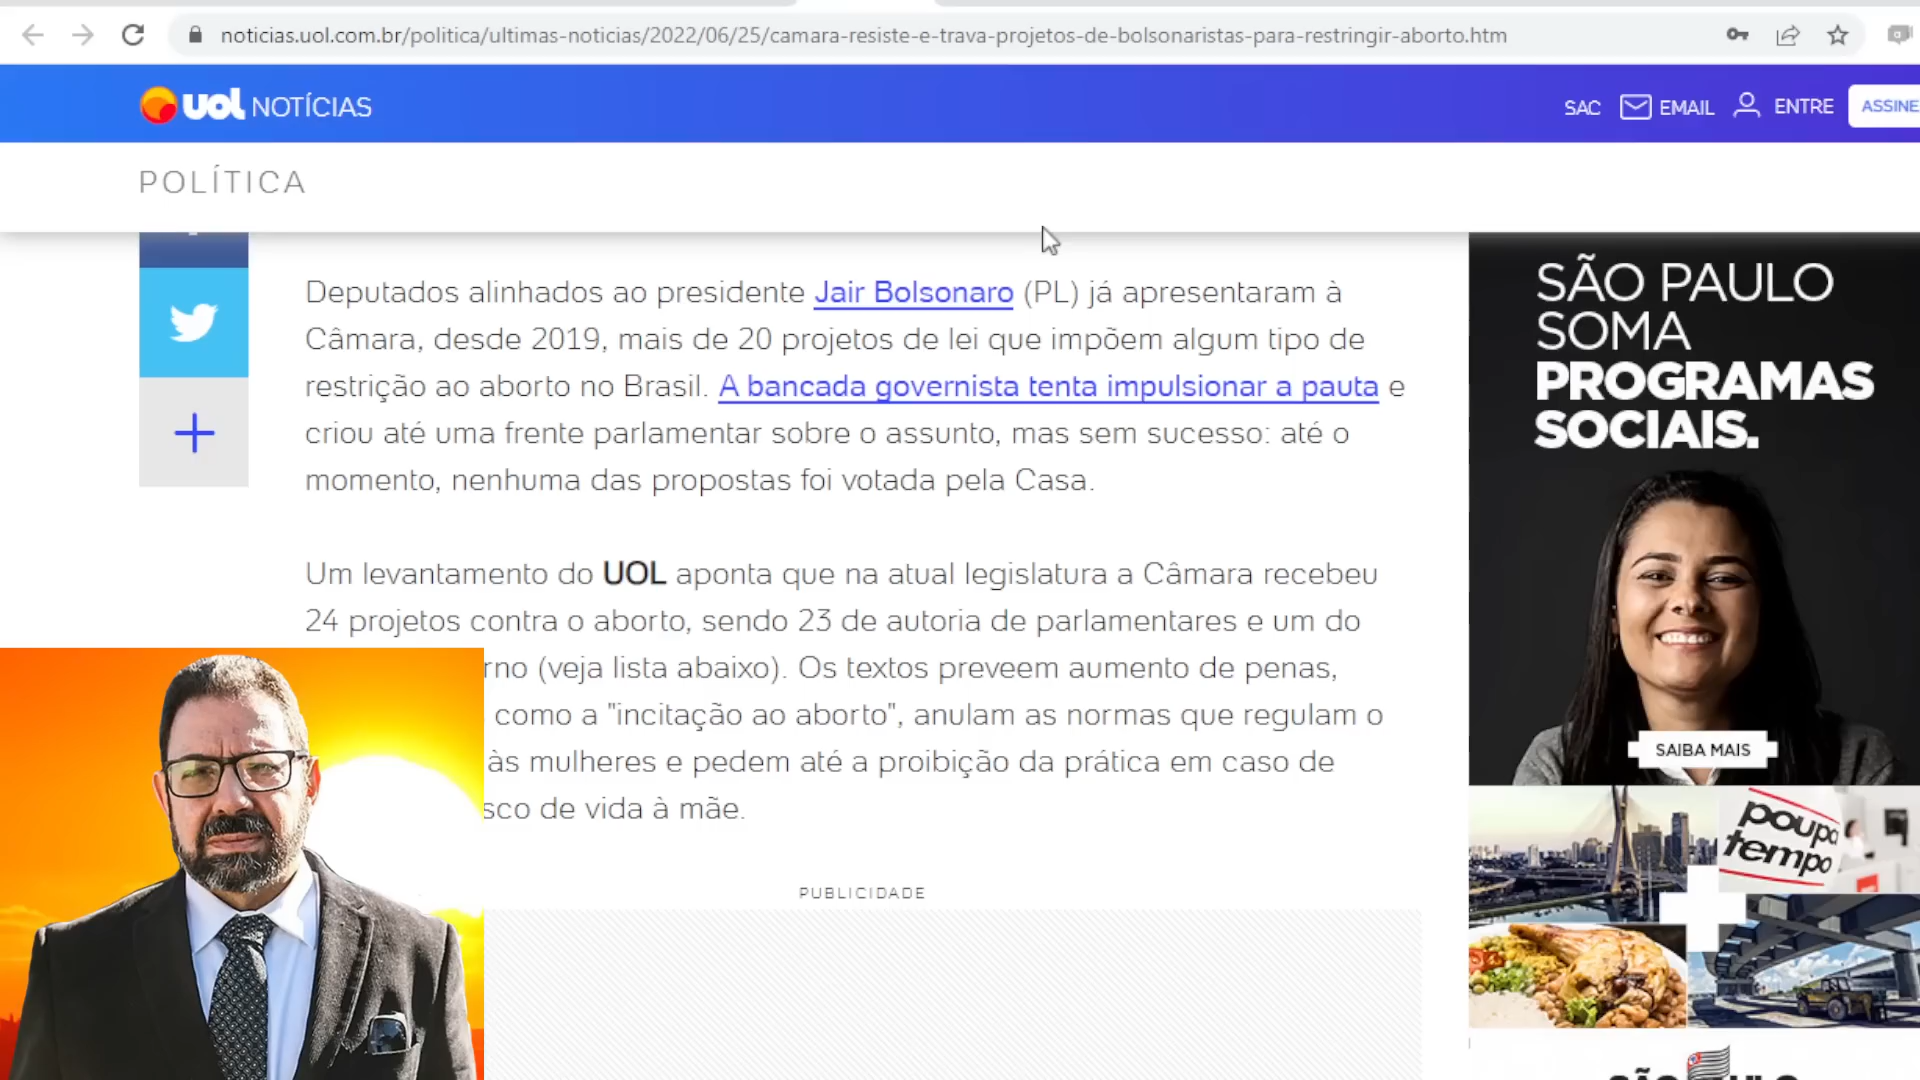 noticias.uol.com.br/politica/ultimas-noticias/2022/06/25/camara-resiste-e-trava-projetos-de-bolsonaristas-para-restringir-aborto.htm
uol NOTÍCIAS
SAC EMAIL ENTRE ASSINE
POLÍTICA
Deputados alinhados ao presidente Jair Bolsonaro (PL) já apresentaram à
Câmara, desde 2019, mais de 20 projetos de lei que impõem algum tipo de
restrição ao aborto no Brasil. A bancada governista tenta impulsionar a pauta e
criou até uma frente parlamentar sobre o assunto, mas sem sucesso: até o
momento, nenhuma das propostas foi votada pela Casa.
Um levantamento do UOL aponta que na atual legislatura a Câmara recebeu
24 projetos contra o aborto, sendo 23 de autoria de parlamentares e um do
rno (veja lista abaixo). Os textos preveem aumento de penas,
como a "incitação ao aborto", anulam as normas que regulam o
às mulheres e pedem até a proibição da prática em caso de
sco de vida à mãe.
PUBLICIDADE
SÃO PAULO
SOMA
PROGRAMAS
SOCIAIS.
SAIBA MAIS
poupa
tempo